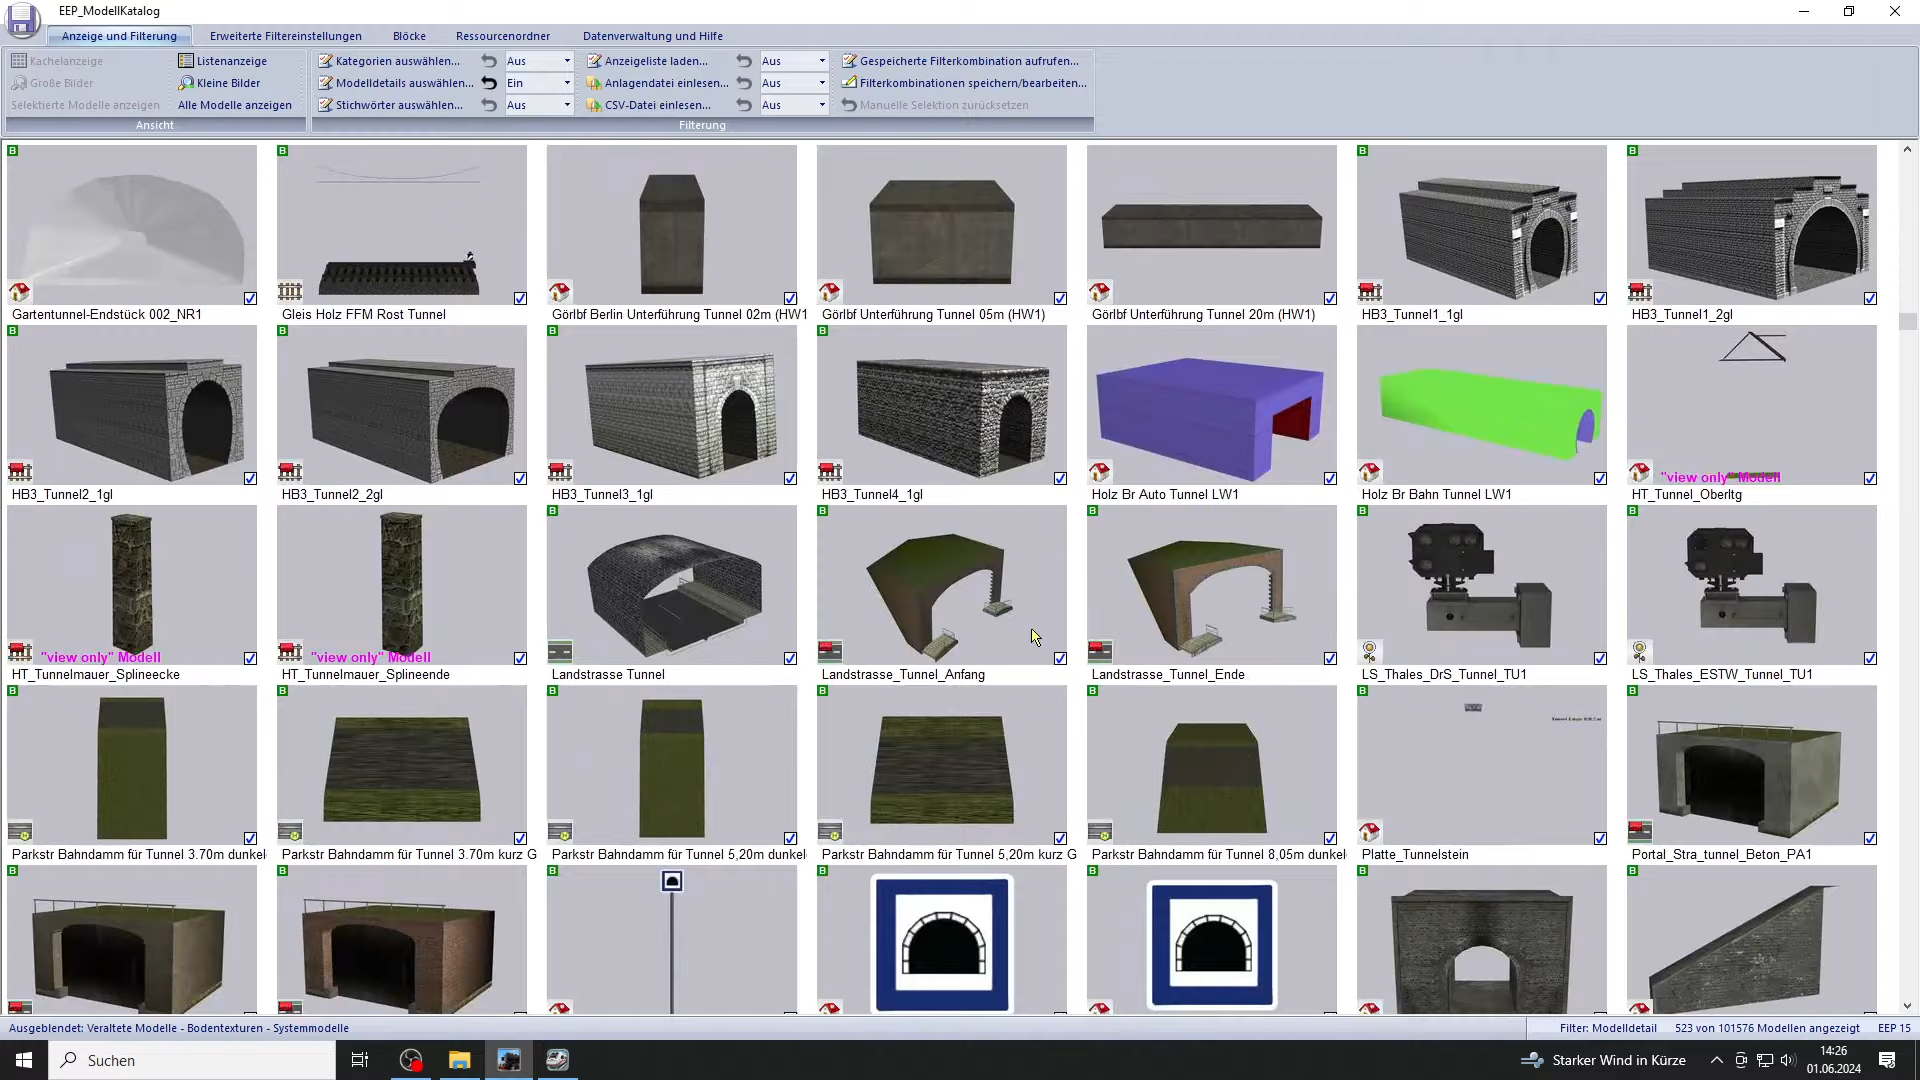 EEP_ModellKatalog
Anzeige und Filterung
Erweiterte Filtereinstellungen
Blöcke
Ressourcenordner
Datenverwaltung und Hilfe
Kachelanzeige
Listenanzeige
Kategorien auswählen...
Aus
Anzeigeliste laden...
Aus
Gespeicherte Filterkombination aufrufen...
Große Bilder
Kleine Bilder
Modelldetails auswählen...
Ein
Anlagendatei einlesen...
Aus
Filterkombinationen speichern/bearbeiten...
Selektierte Modelle anzeigen
Alle Modelle anzeigen
Stichwörter auswählen...
Aus
CSV-Datei einlesen...
Aus
Manuelle Selektion zurücksetzen
Ansicht
Filterung
B
B
B
B
Gartentunnel-Endstück 002_NR1
Gleis Holz FFM Rost Tunnel
Görlbf Berlin Unterführung Tunnel 02m (HW1
Görlbf Unterführung Tunnel 05m (HW1)
Görlbf Unterführung Tunnel 20m (HW1)
HB3_Tunnel1_1gl
HB3_Tunnel1_2gl
B
B
"view only" Modell
HB3_Tunnel2_1gl
HB3_Tunnel2_2gl
HB3_Tunnel3_1gl
HB3_Tunnel4_1gl
Holz Br Auto Tunnel LW1
Holz Br Bahn Tunnel LW1
HT_Tunnel_Oberltg
B
B
B
B
B
"view only" Modell
"view only" Modell
HT_Tunnelmauer_Splineecke
HT_Tunnelmauer_Splineende
Landstrasse Tunnel
Landstrasse_Tunnel_Anfang
Landstrasse_Tunnel_Ende
LS_Thales_DrS_Tunnel_TU1
LS_Thales_ESTW_Tunnel_TU1
B
B
B
B
B
B
B
Parkstr Bahndamm für Tunnel 3.70m dunkel
Parkstr Bahndamm für Tunnel 3.70m kurz G
Parkstr Bahndamm für Tunnel 5,20m dunkel
Parkstr Bahndamm für Tunnel 5,20m kurz G
Parkstr Bahndamm für Tunnel 8,05m dunkel
Platte_Tunnelstein
Portal_Stra_tunnel_Beton_PA1
B
B
B
B
B
B
B
Ausgeblendet: Veraltete Modelle - Bodentexturen - Systemmodelle
Filter: Modelldetail
523 von 101576 Modellen angezeigt
EEP 15
Suchen
Starker Wind in Kürze
14:26
01.06.2024